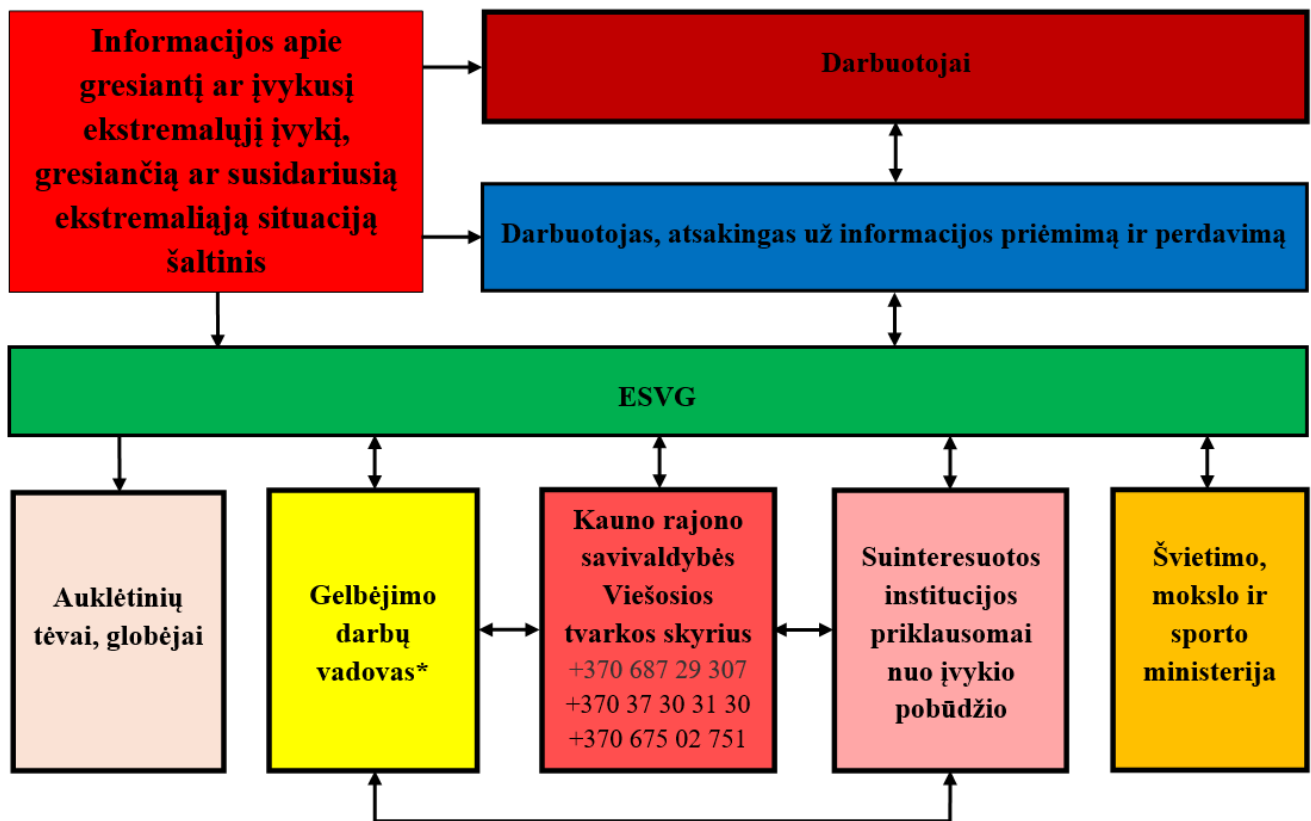 Informacijos apie
gresiantį ar įvykusį
ekstremalųjį įvykį,
gresiančią ar susidariusią
ekstremaliąją situaciją
šaltinis
Darbuotojai
Darbuotojas, atsakingas už informacijos priėmimą ir perdavimą
ESVG
Auklėtinių
tėvai, globėjai
Gelbėjimo
darbų
vadovas*
Kauno rajono
savivaldybės
Viešosios
tvarkos skyrius
+370 687 29 307
+370 37 30 31 30
+370 675 02 751
Suinteresuotos
institucijos
priklausomai
nuo įvykio
pobūdžio
Švietimo,
mokslo ir
sporto
ministerija